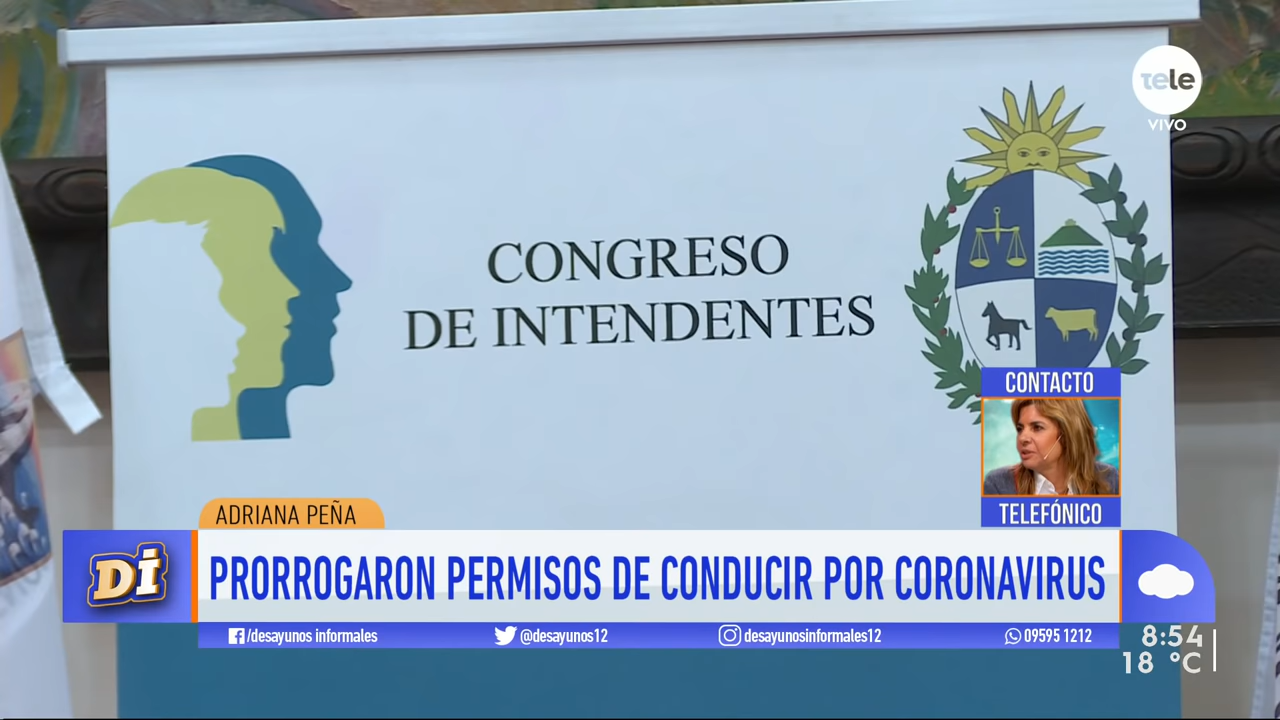 tele
VIVO
CONGRESO
DE INTENDENTES
CONTACTO
TELEFÓNICO
ADRIANA PEÑA
Di
PRORROGARON PERMISOS DE CONDUCIR POR CORONAVIRUS
/desayunos informales
@desayunos12
desayunosinformales12
09595 1212
8:54
18 °C